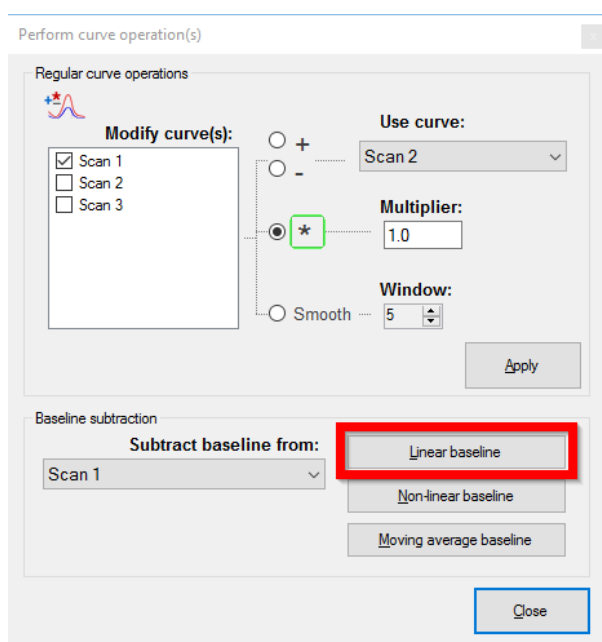 Perform curve operation(s)
x
Regular curve operations
Modify curve(s):
Scan 1
Scan 2
Scan 3
+
-
*
Smooth
Use curve:
Scan 2
Multiplier:
1.0
Window:
5
Apply
Baseline subtraction
Subtract baseline from:
Scan 1
Linear baseline
Non-linear baseline
Moving average baseline
Close